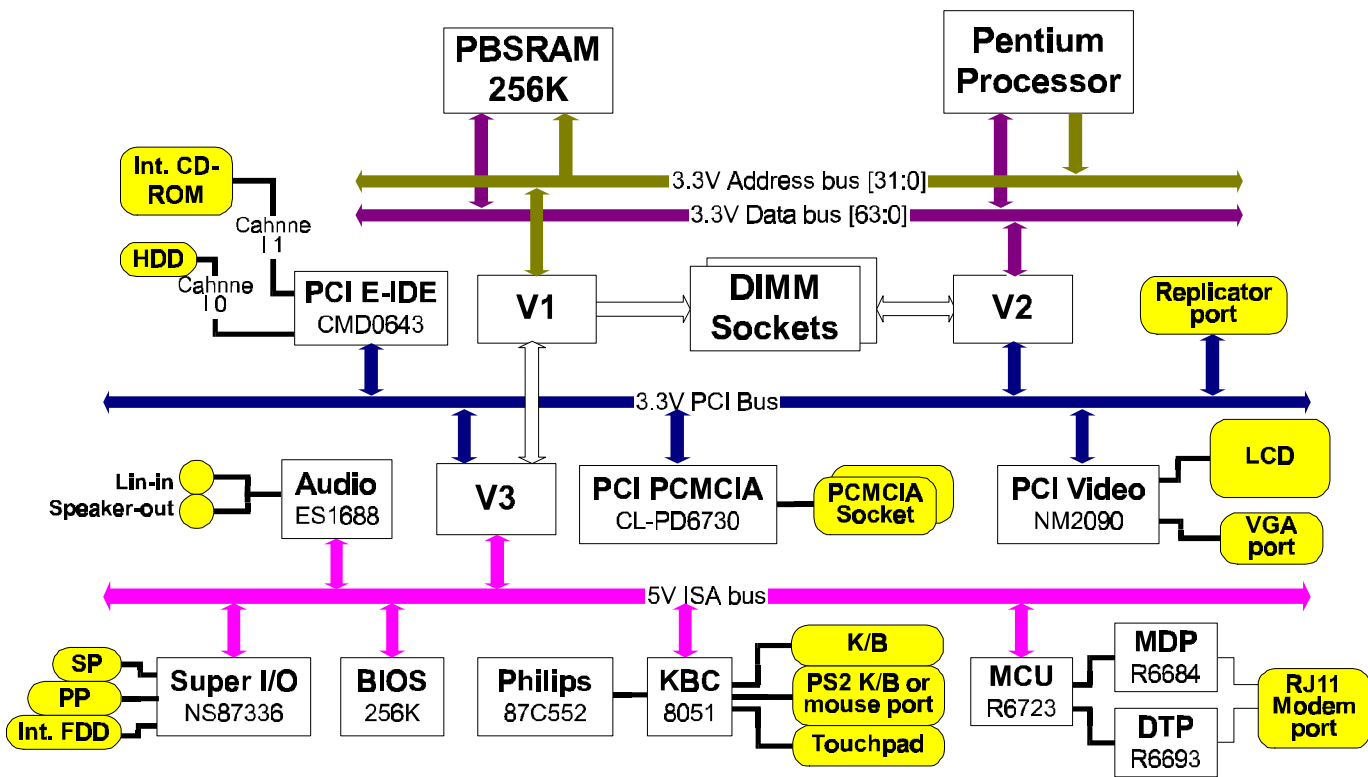 PBSRAM
256K
Pentium
Processor
Int. CD-
ROM
3.3V Address bus [31:0]
3.3V Data bus [63:0]
Cahnne
l 1
HDD
Cahnne
l 0
PCI E-IDE
CMD0643
V1
DIMM
Sockets
V2
Replicator
port
3.3V PCI Bus
Lin-in
Speaker-out
Audio
ES1688
V3
PCI PCMCIA
CL-PD6730
PCMCIA
Socket
PCI Video
NM2090
LCD
VGA
port
5V ISA bus
SP
PP
Int. FDD
Super I/O
NS87336
BIOS
256K
Philips
87C552
KBC
8051
K/B
PS2 K/B or
mouse port
Touchpad
MCU
R6723
MDP
R6684
DTP
R6693
RJ11
Modem
port